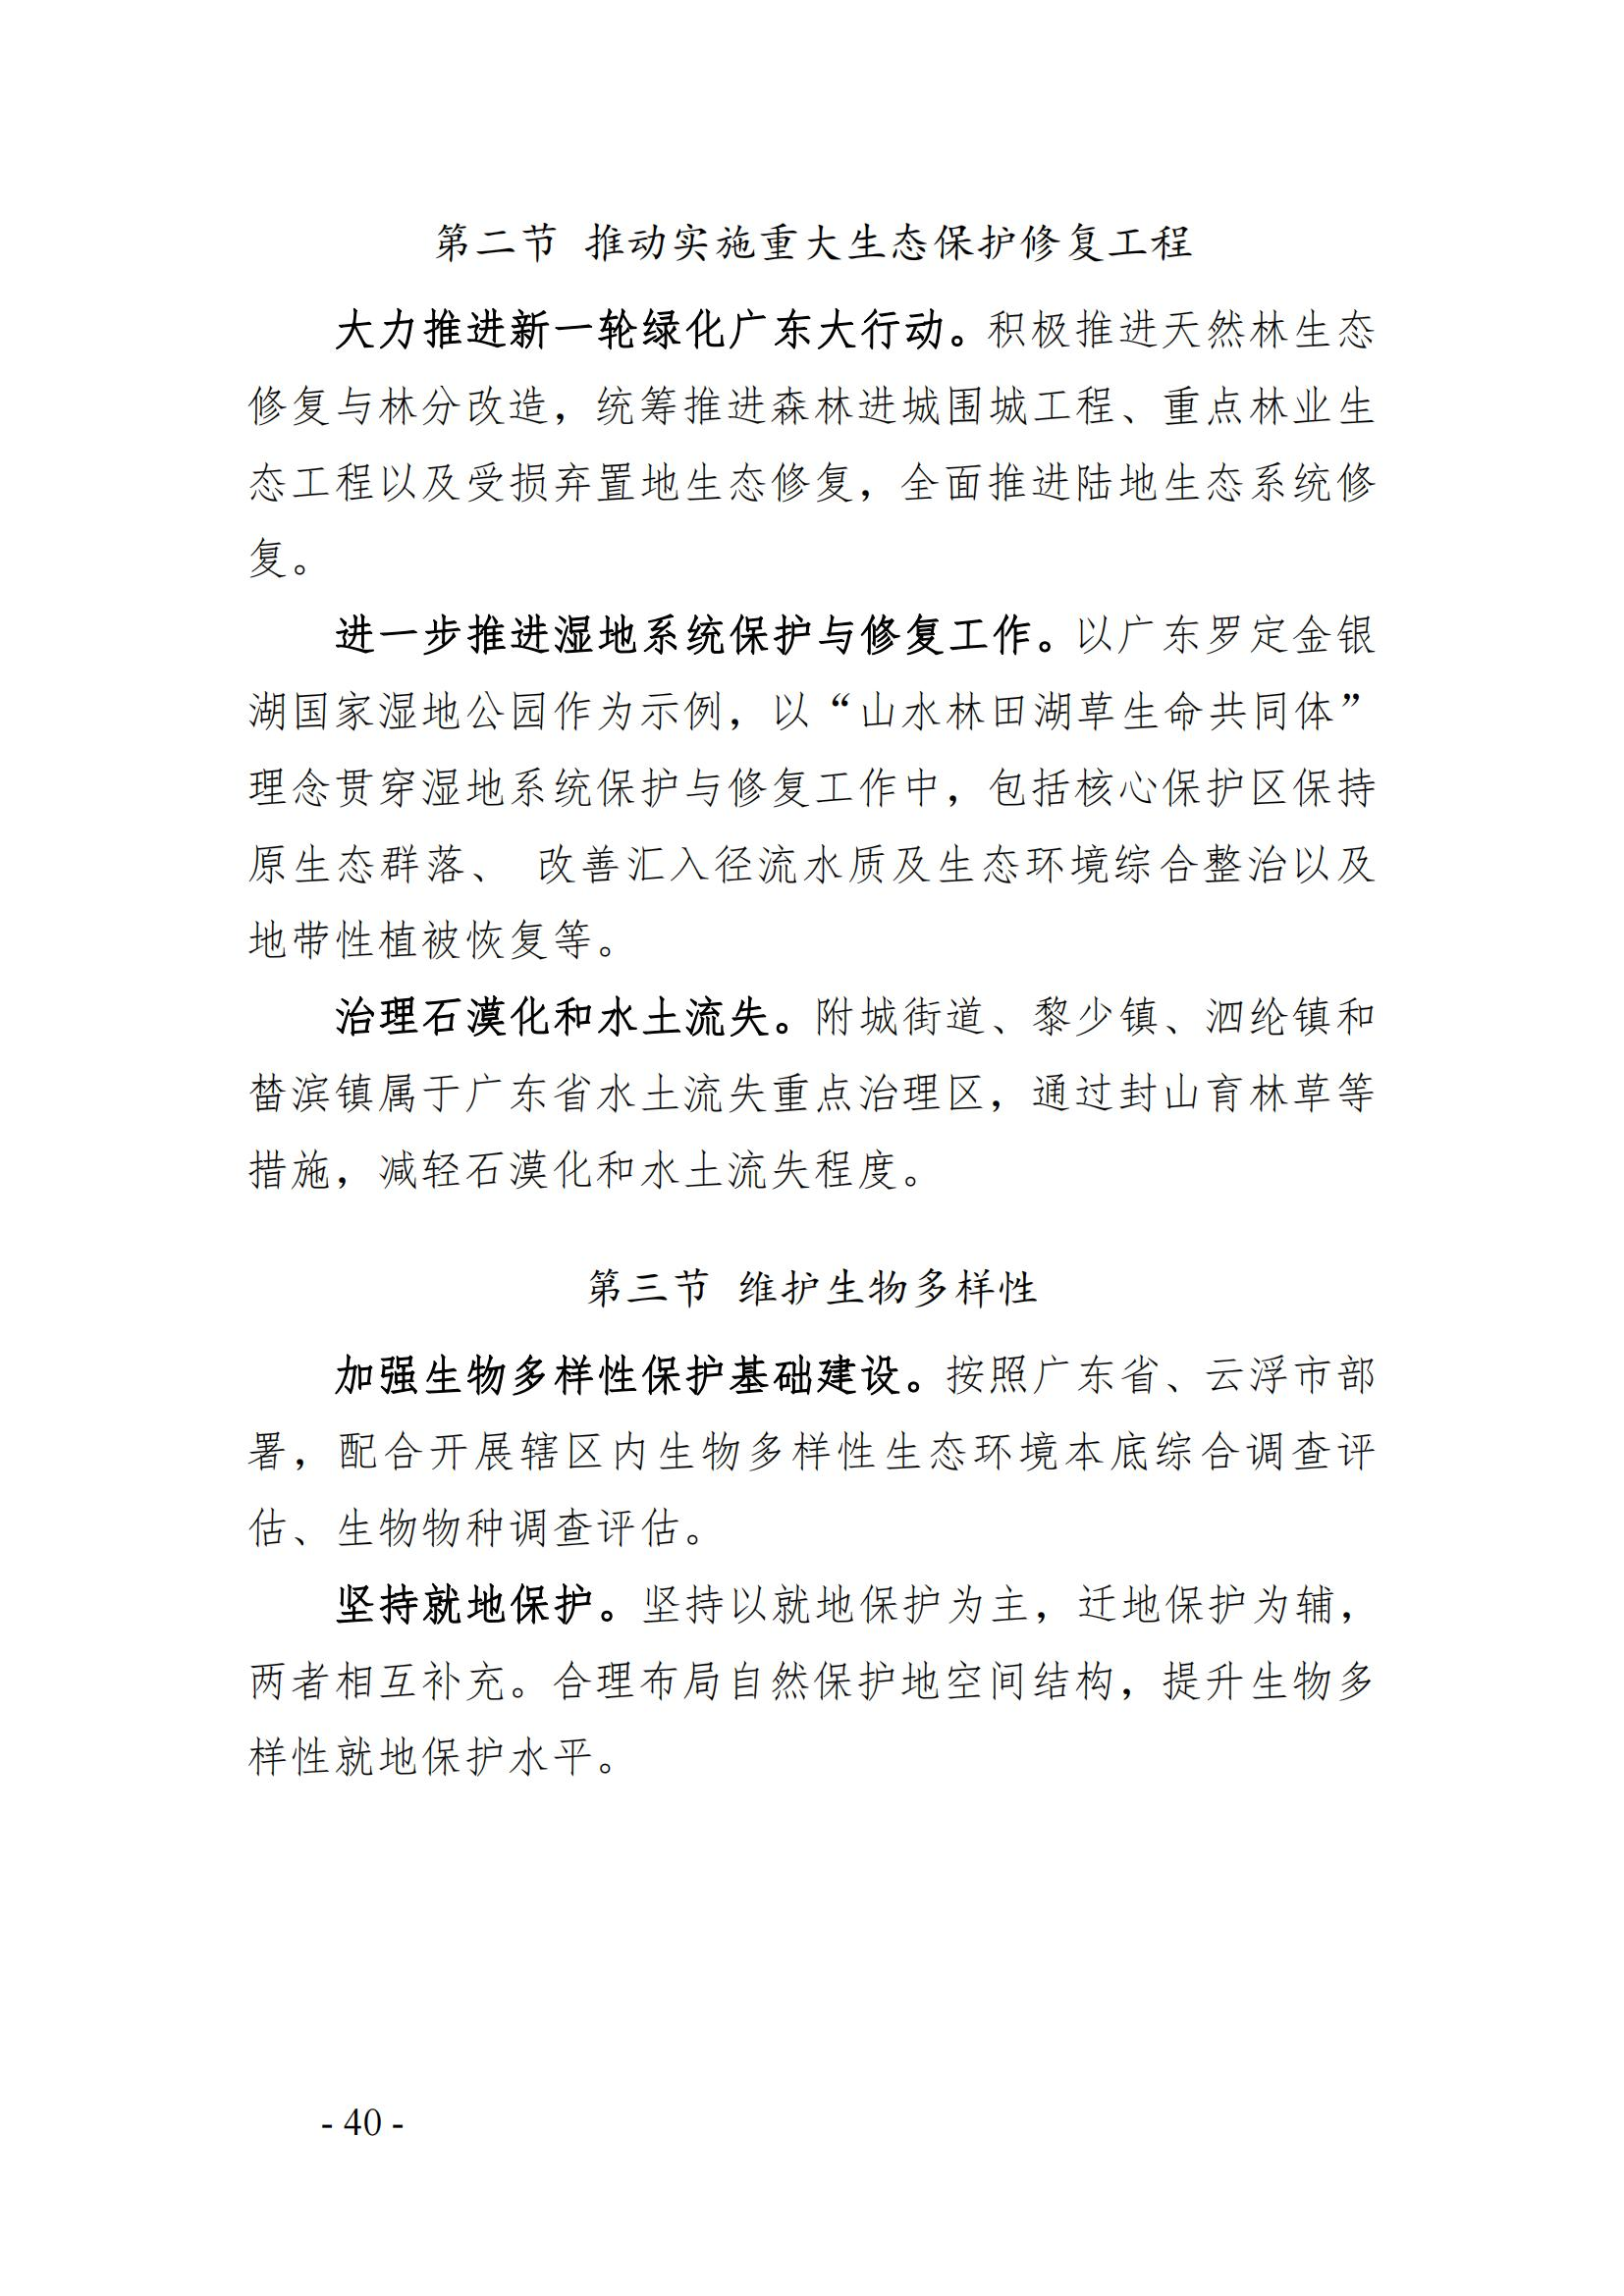 第二节 推动实施重大生态保护修复工程
大力推进新一轮绿化广东大行动。积极推进天然林生态
修复与林分改造，统筹推进森林进城围城工程、重点林业生
态工程以及受损弃置地生态修复，全面推进陆地生态系统修
复。
进一步推进湿地系统保护与修复工作。以广东罗定金银
湖国家湿地公园作为示例，以“山水林田湖草生命共同体”
理念贯穿湿地系统保护与修复工作中，包括核心保护区保持
原生态群落、 改善汇入径流水质及生态环境综合整治以及
地带性植被恢复等。
治理石漠化和水土流失。附城街道、黎少镇、泗纶镇和
榃滨镇属于广东省水土流失重点治理区，通过封山育林草等
措施，减轻石漠化和水土流失程度。
第三节 维护生物多样性
加强生物多样性保护基础建设。按照广东省、云浮市部
署，配合开展辖区内生物多样性生态环境本底综合调查评
估、生物物种调查评估。
坚持就地保护。坚持以就地保护为主，迁地保护为辅，
两者相互补充。合理布局自然保护地空间结构，提升生物多
样性就地保护水平。
- 40 -